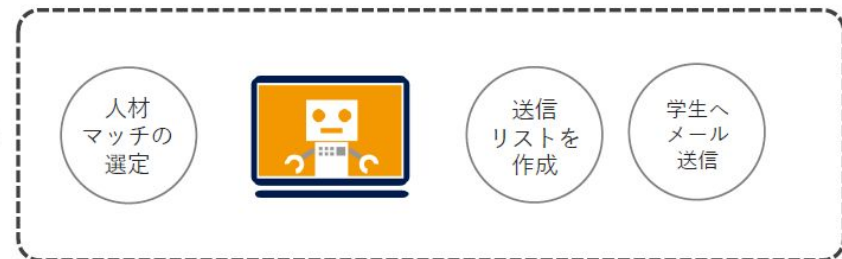 人材
マッチの
選定
送信
リストを
作成
学生へ
メール
送信